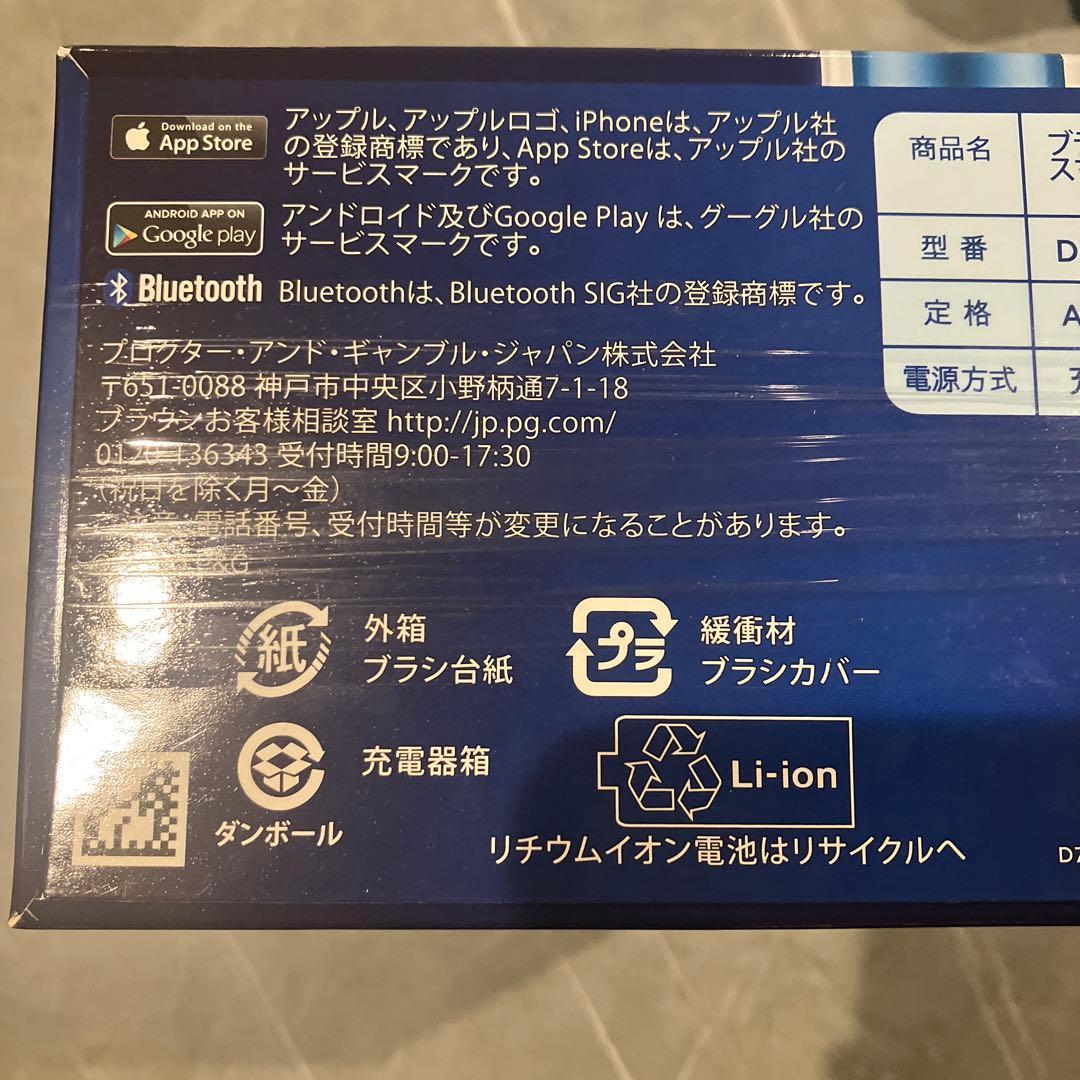 Download on the
App Store
アップル、アップルロゴ、iPhoneは、アップル社
の登録商標であり、App Storeは、アップル社の
サービスマークです。
ANDROID APP ON
Google play
アンドロイド及びGoogle Play は、グーグル社の
サービスマークです。
Bluetooth
Bluetoothは、Bluetooth SIG社の登録商標です。
プロクター・アンド・ギャンブル・ジャパン株式会社
〒651-0088 神戸市中央区小野柄通7-1-18
ブラウンお客様相談室 http://jp.pg.com/
0120-136343 受付時間9:00-17:30
(祝日を除く月〜金)
電話番号、受付時間等が変更になることがあります。
P&G
商品名
ブ
ス
型番
D
定格
A
電源方式
充
紙
外箱
ブラシ台紙
プラ
緩衝材
ブラシカバー
充電器箱
ダンボール
Li-ion
リチウムイオン電池はリサイクルへ
D7